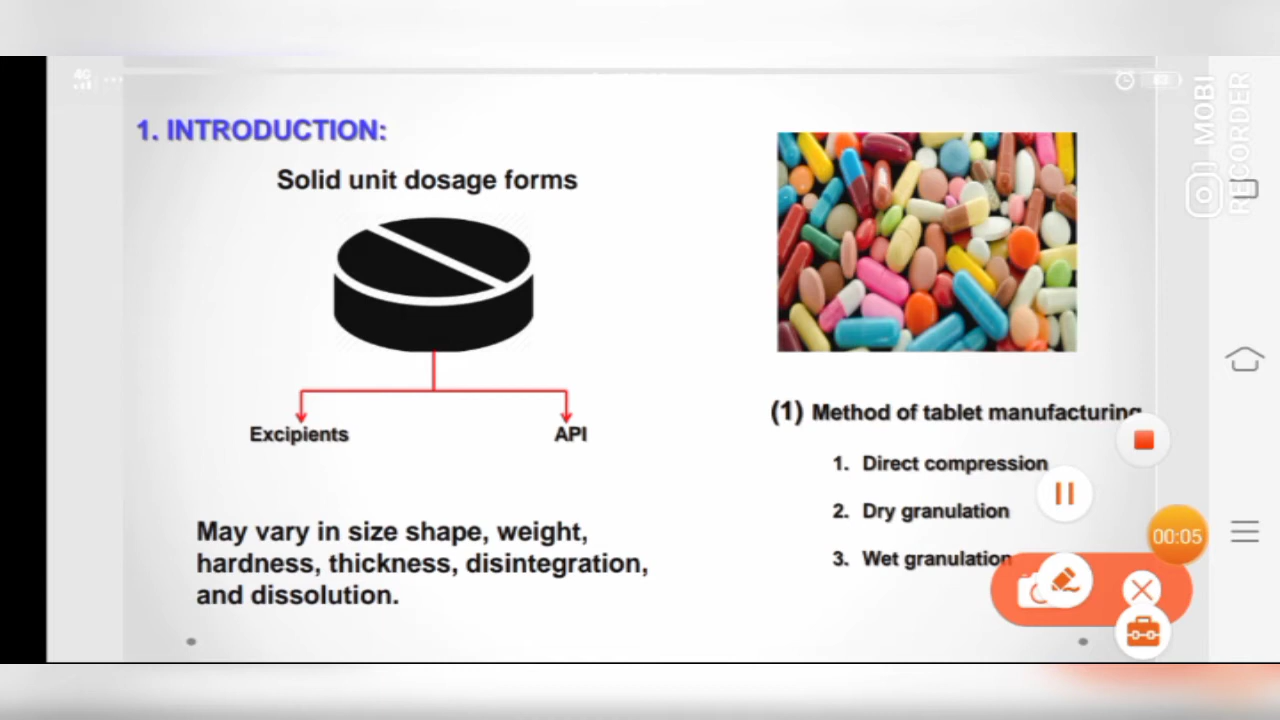 4G
MOBI
RECORDER
1. INTRODUCTION:
Solid unit dosage forms
Excipients
API
May vary in size shape, weight,
hardness, thickness, disintegration,
and dissolution.
(1) Method of tablet manufacturing
1. Direct compression
2. Dry granulation
3. Wet granulation
00:05